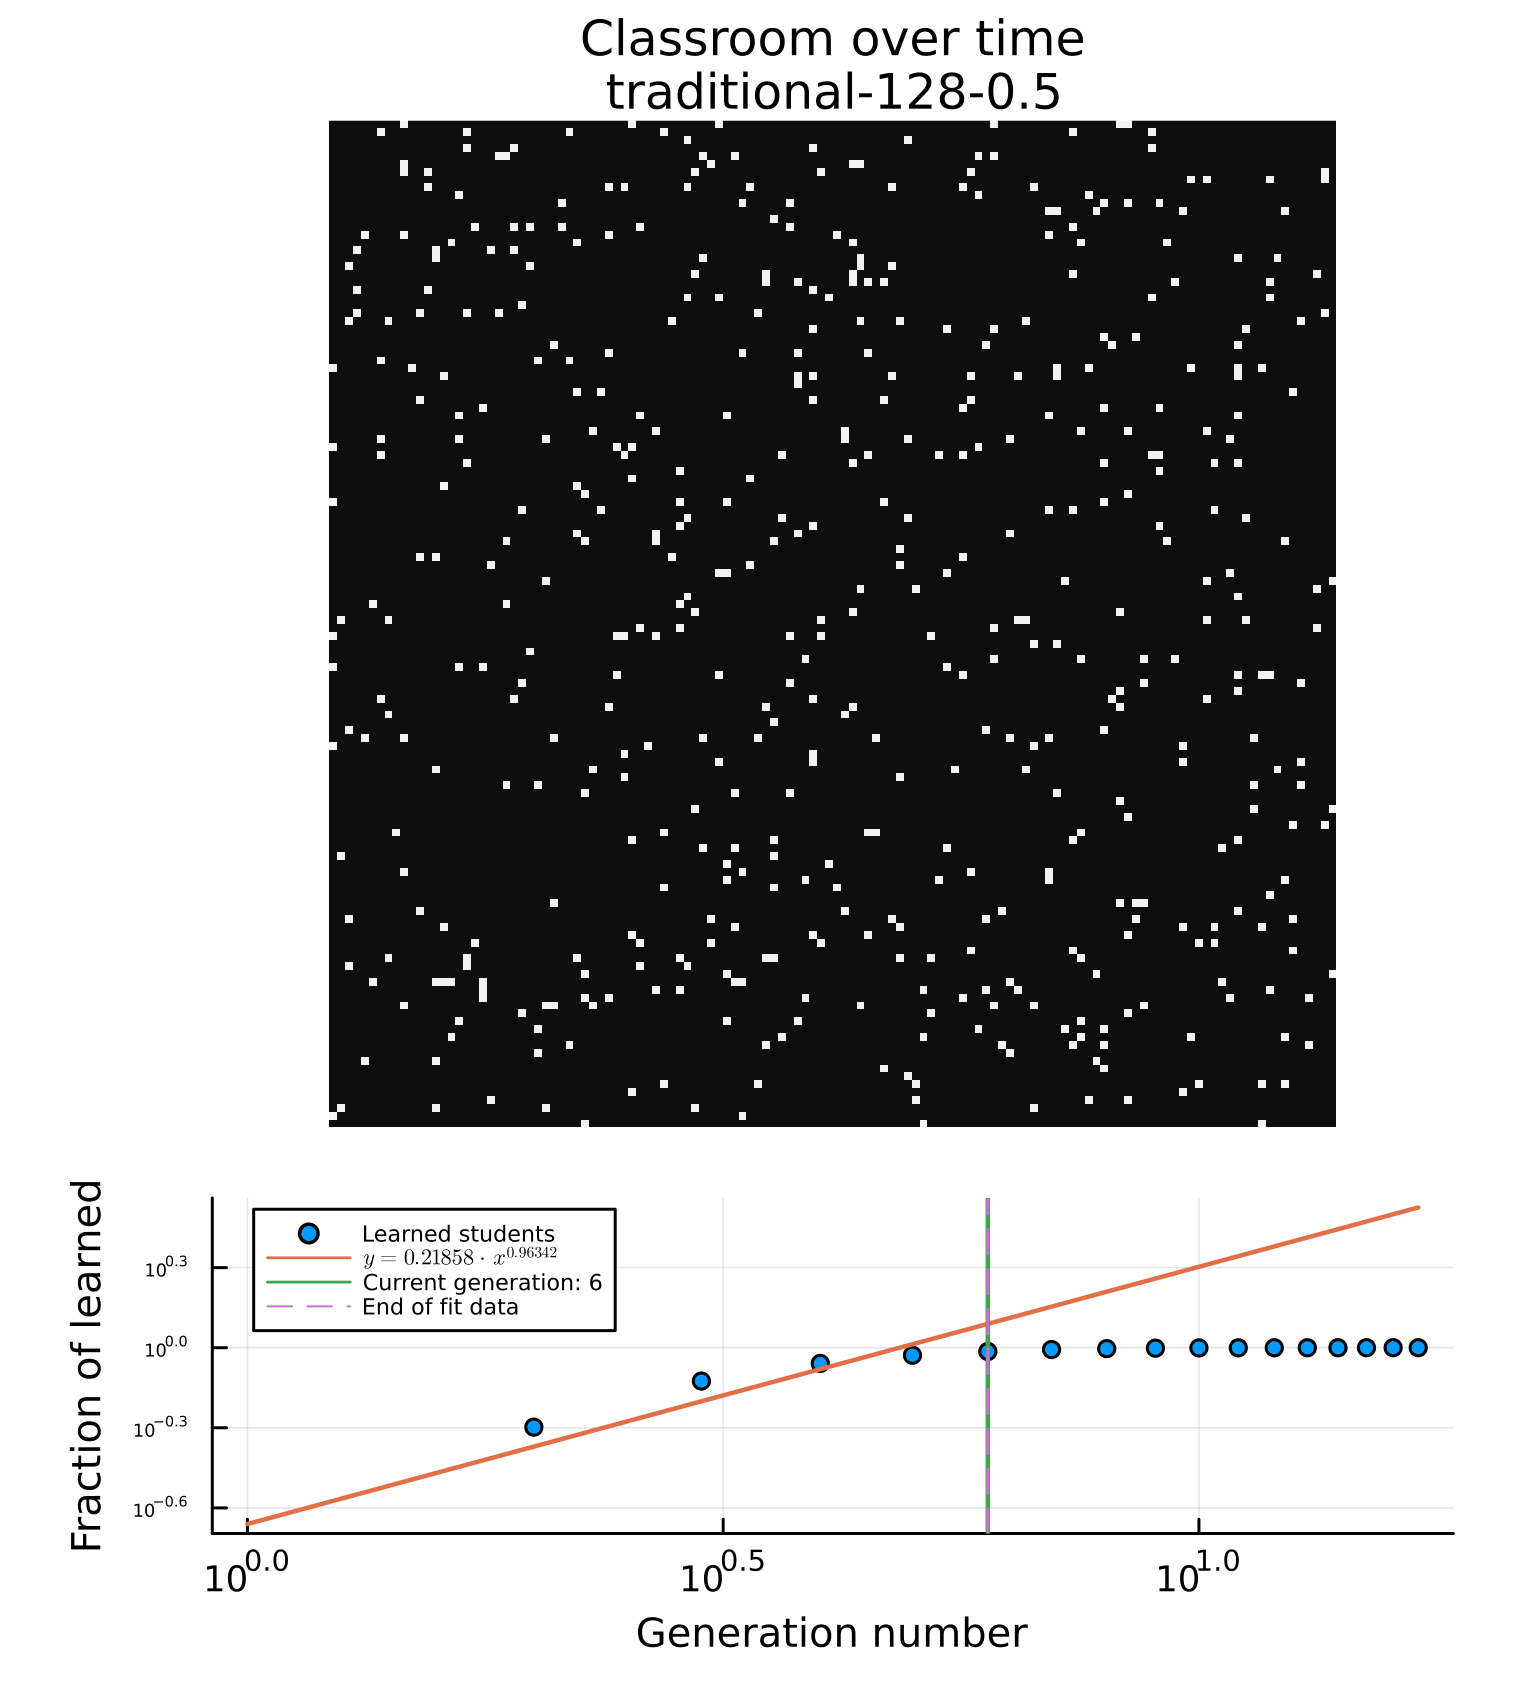 Classroom over time
traditional-128-0.5
Fraction of learned
Learned students
y = 0.21858 · x^0.96342
Current generation: 6
End of fit data
10^0.3
10^0.0
10^−0.3
10^−0.6
10^0.0 10^0.5 10^1.0
Generation number